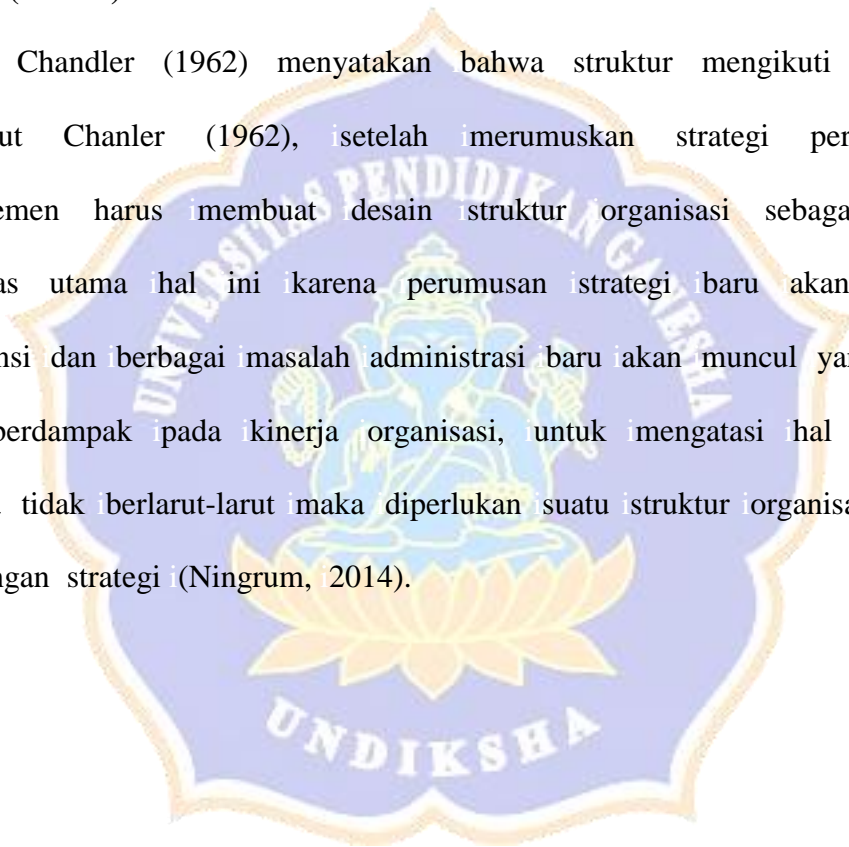 Chandler (1962) menyatakan bahwa struktur mengikuti
ut Chanler (1962), setelah merumuskan strategi per
emen harus membuat desain struktur organisasi sebaga
as utama hal ini karena perumusan strategi baru akan
nsi dan berbagai masalah administrasi baru akan muncul yar
berdampak pada kinerja organisasi, untuk mengatasi hal
tidak berlarut-larut maka diperlukan suatu struktur organisa
ngan strategi (Ningrum, 2014).
UNIVERSITAS PENDIDIKAN GANESHA
UNDIKSHA